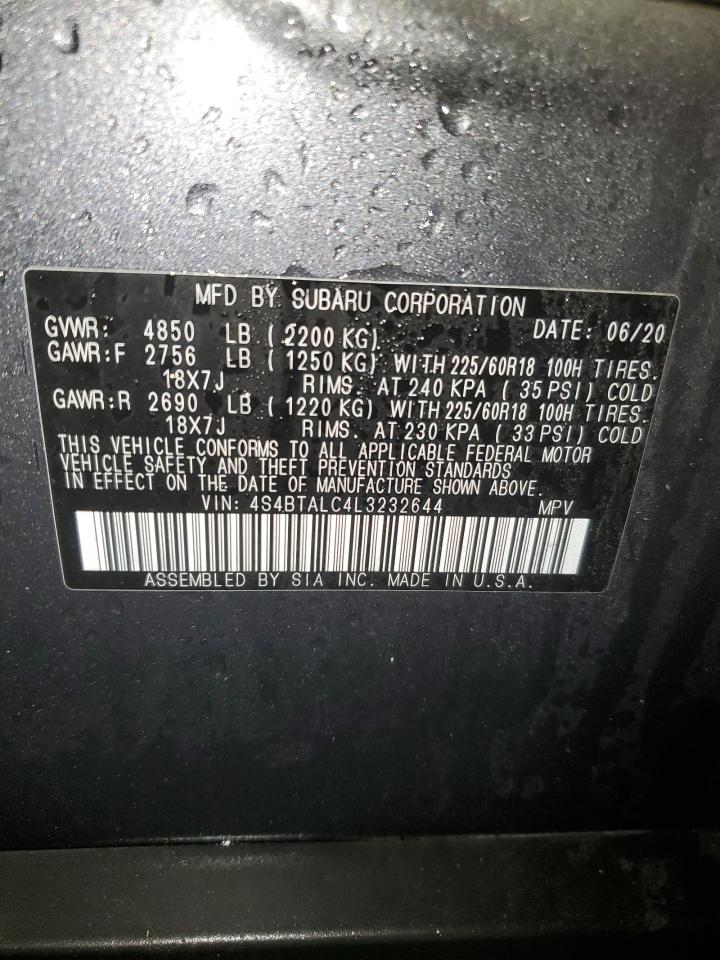 MFD BY SUBARU CORPORATION
GVWR: 4850 LB (2200 KG) DATE: 06/20
GAWR:F 2756 LB (1250 KG) WITH 225/60R18 100H TIRES.
18X7J RIMS. AT 240 KPA (35 PSI) COLD
GAWR:R 2690 LB (1220 KG) WITH 225/60R18 100H TIRES.
18X7J RIMS. AT 230 KPA (33 PSI) COLD
THIS VEHICLE CONFORMS TO ALL APPLICABLE FEDERAL MOTOR
VEHICLE SAFETY AND THEFT PREVENTION STANDARDS
IN EFFECT ON THE DATE OF MANUFACTURE SHOWN ABOVE.
VIN: 4S4BTALC4L3232644 MPV
ASSEMBLED BY SIA INC. MADE IN U.S.A.